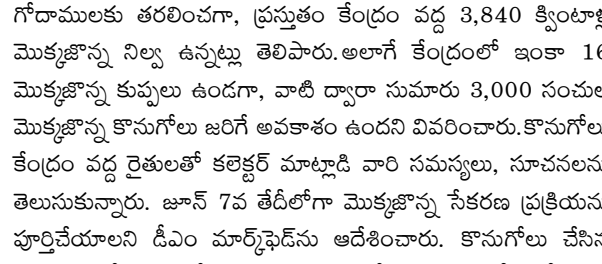 గోదాములకు తరలించగా, ప్రస్తుతం కేంద్రం వద్ద 3,840 క్వింటాళ్ల
మొక్కజొన్న నిల్వ ఉన్నట్లు తెలిపారు.అలాగే కేంద్రంలో ఇంకా 16
మొక్కజొన్న కుప్పలు ఉండగా, వాటి ద్వారా సుమారు 3,000 సంచుల
మొక్కజొన్న కొనుగోలు జరిగే అవకాశం ఉందని వివరించారు.కొనుగోలు
కేంద్రం వద్ద రైతులతో కలెక్టర్ మాట్లాడి వారి సమస్యలు, సూచనలను
తెలుసుకున్నారు. జూన్ 7వ తేదీలోగా మొక్కజొన్న సేకరణ ప్రక్రియను
పూర్తిచేయాలని డీఎం మార్క్‌ఫెడ్‌ను ఆదేశించారు. కొనుగోలు చేసిన